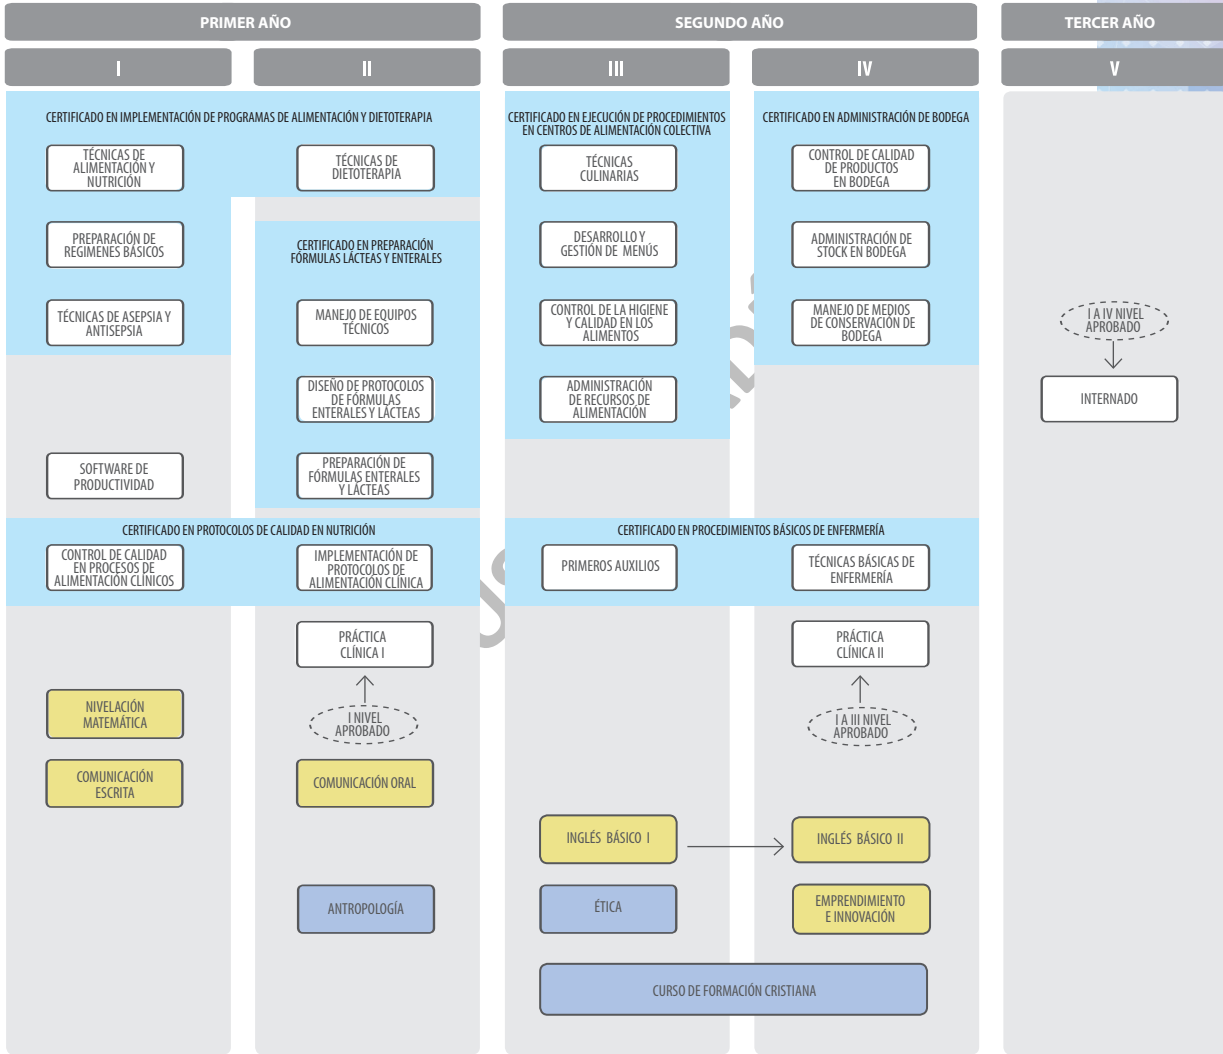 PRIMER AÑO
SEGUNDO AÑO
TERCER AÑO
I
II
III
IV
V
CERTIFICADO EN IMPLEMENTACIÓN DE PROGRAMAS DE ALIMENTACIÓN Y DIETOTERAPIA
TÉCNICAS DE
ALIMENTACIÓN Y
NUTRICIÓN
TÉCNICAS DE
DIETOTERAPIA
PREPARACIÓN DE
REGIMENES BÁSICOS
TÉCNICAS DE ASEPSIA Y
ANTISEPSIA
CERTIFICADO EN PREPARACIÓN
FÓRMULAS LÁCTEAS Y ENTERALES
MANEJO DE EQUIPOS
TÉCNICOS
DISEÑO DE PROTOCOLOS
DE FÓRMULAS
ENTERALES Y LÁCTEAS
SOFTWARE DE
PRODUCTIVIDAD
PREPARACIÓN DE
FÓRMULAS ENTERALES
Y LÁCTEAS
CERTIFICADO EN EJECUCIÓN DE PROCEDIMIENTOS
EN CENTROS DE ALIMENTACIÓN COLECTIVA
TÉCNICAS
CULINARIAS
DESARROLLO Y
GESTIÓN DE MENÚS
CONTROL DE LA HIGIENE
Y CALIDAD EN LOS
ALIMENTOS
ADMINISTRACIÓN
DE RECURSOS DE
ALIMENTACIÓN
CERTIFICADO EN ADMINISTRACIÓN DE BODEGA
CONTROL DE CALIDAD
DE PRODUCTOS
EN BODEGA
ADMINISTRACIÓN DE
STOCK EN BODEGA
MANEJO DE MEDIOS
DE CONSERVACIÓN DE
BODEGA
I A IV NIVEL
APROBADO
INTERNADO
CERTIFICADO EN PROTOCOLOS DE CALIDAD EN NUTRICIÓN
CONTROL DE CALIDAD
EN PROCESOS DE
ALIMENTACIÓN CLÍNICOS
IMPLEMENTACIÓN DE
PROTOCOLOS DE
ALIMENTACIÓN CLÍNICA
CERTIFICADO EN PROCEDIMIENTOS BÁSICOS DE ENFERMERÍA
PRIMEROS AUXILIOS
TÉCNICAS BÁSICAS DE
ENFERMERÍA
PRÁCTICA
CLÍNICA I
PRÁCTICA
CLÍNICA II
NIVELACIÓN
MATEMÁTICA
I NIVEL
APROBADO
I A III NIVEL
APROBADO
COMUNICACIÓN
ESCRITA
COMUNICACIÓN ORAL
INGLÉS BÁSICO I
INGLÉS BÁSICO II
ANTROPOLOGÍA
ÉTICA
EMPRENDIMIENTO
E INNOVACIÓN
CURSO DE FORMACIÓN CRISTIANA